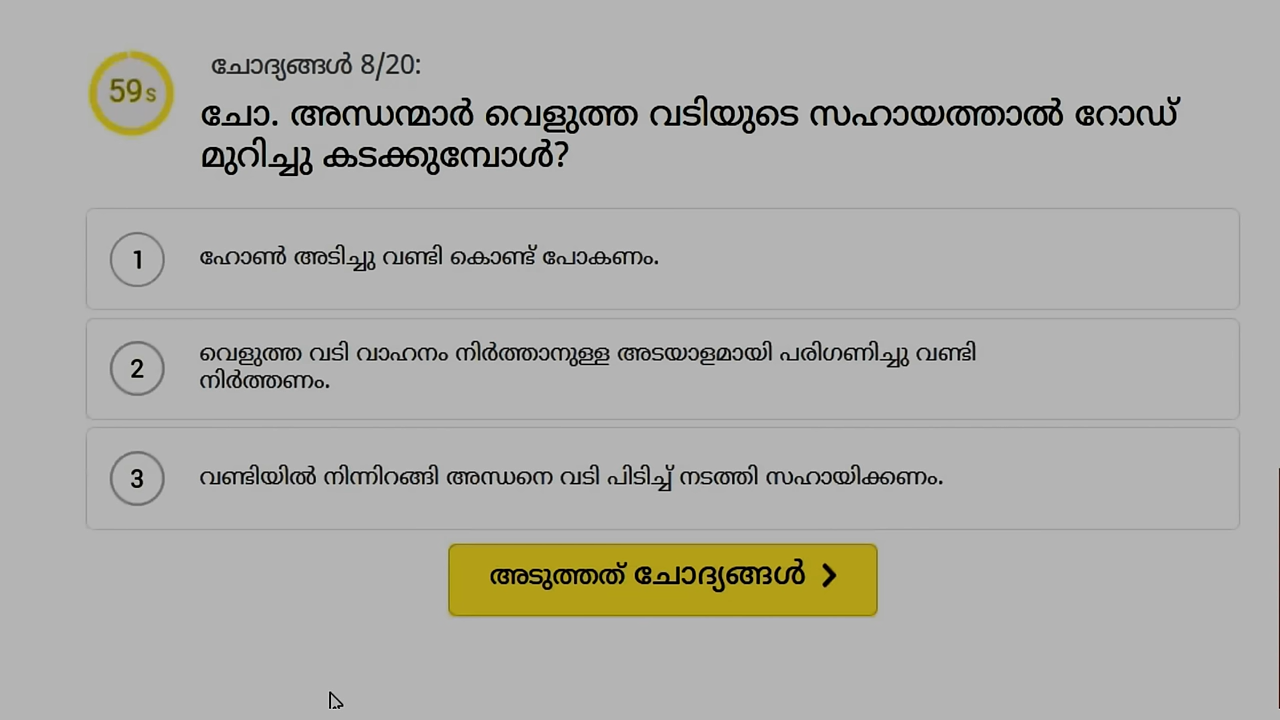 59s
ചോദ്യങ്ങൾ 8/20:
ചോ. അന്ധന്മാർ വെളുത്ത വടിയുടെ സഹായത്താൽ റോഡ്
മുറിച്ചു കടക്കുമ്പോൾ?
1
ഹോൺ അടിച്ചു വണ്ടി കൊണ്ട് പോകണം.
2
വെളുത്ത വടി വാഹനം നിർത്താനുള്ള അടയാളമായി പരിഗണിച്ചു വണ്ടി
നിർത്തണം.
3
വണ്ടിയിൽ നിന്നിറങ്ങി അന്ധനെ വടി പിടിച്ച് നടത്തി സഹായിക്കണം.
അടുത്തത് ചോദ്യങ്ങൾ